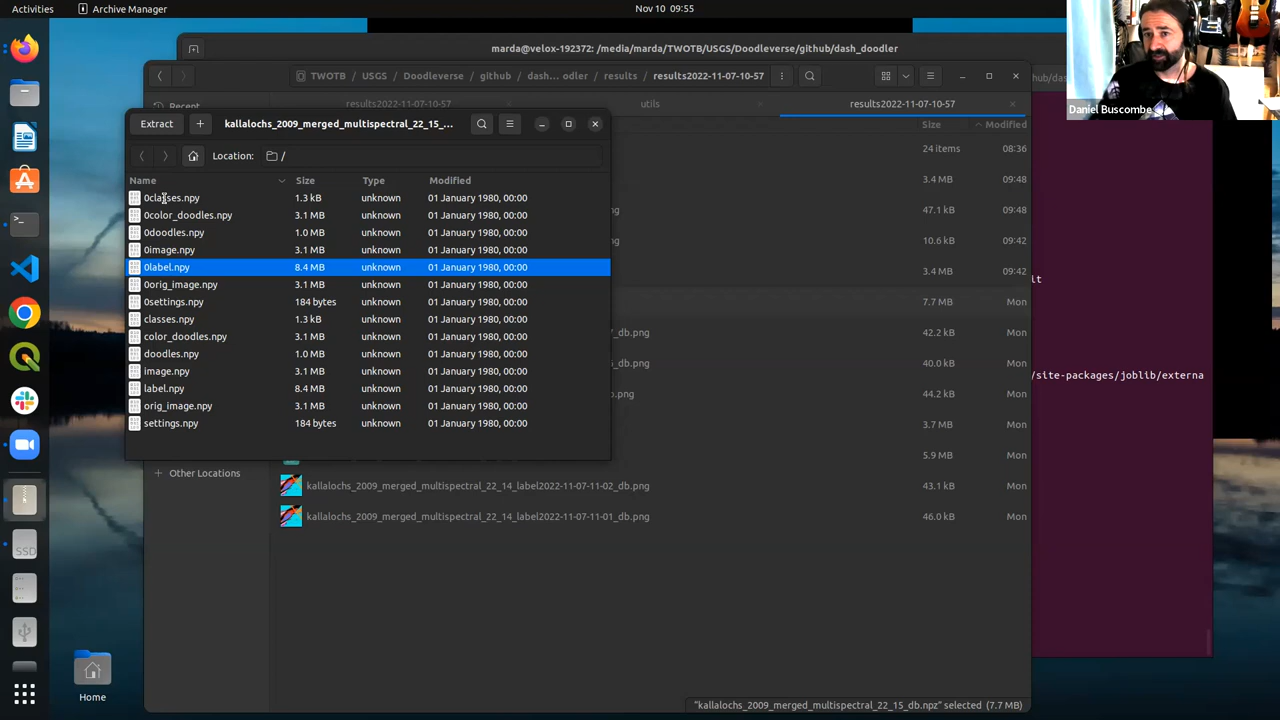 Activities
Archive Manager
Nov 10 09:55
marda@velox-192372: /media/marda/TWOTB/USGS/Doodleverse/github/dash_doodler
TWOTB / USGS / Doodleverse / github / dash... odler / results / results2022-11-07-10-57
Recent
results2022-11-07-10-57
utils
results2022-11-07-10-57
Daniel Buscombe
Extract
kallalochs_2009_merged_multispectral_22_15_...
Size
Modified
Location: /
24 items 08:36
Name Size Type Modified
3.4 MB 09:48
0classes.npy 1.3 kB unknown 01 January 1980, 00:00
0color_doodles.npy 3.1 MB unknown 01 January 1980, 00:00
ng 47.1 kB 09:48
0doodles.npy 1.0 MB unknown 01 January 1980, 00:00
ng 10.6 kB 09:42
0image.npy 3.1 MB unknown 01 January 1980, 00:00
0label.npy 8.4 MB unknown 01 January 1980, 00:00
3.4 MB 09:42
it
0orig_image.npy 3.1 MB unknown 01 January 1980, 00:00
0settings.npy 184 bytes unknown 01 January 1980, 00:00
7.7 MB Mon
classes.npy 1.3 kB unknown 01 January 1980, 00:00
_db.png 42.2 kB Mon
color_doodles.npy 3.1 MB unknown 01 January 1980, 00:00
doodles.npy 1.0 MB unknown 01 January 1980, 00:00
_db.png 40.0 kB Mon
image.npy 3.1 MB unknown 01 January 1980, 00:00
/site-packages/joblib/externa
label.npy 8.4 MB unknown 01 January 1980, 00:00
b.png 44.2 kB Mon
orig_image.npy 3.1 MB unknown 01 January 1980, 00:00
settings.npy 184 bytes unknown 01 January 1980, 00:00
3.7 MB Mon
5.9 MB Mon
Other Locations
kallalochs_2009_merged_multispectral_22_14_label2022-11-07-11-02_db.png 43.1 kB Mon
kallalochs_2009_merged_multispectral_22_14_label2022-11-07-11-01_db.png 46.0 kB Mon
SSD
Home
"kallalochs_2009_merged_multispectral_22_15_db.npz" selected (7.7 MB)